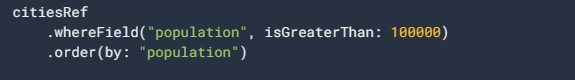 citiesRef
    .whereField("population", isGreaterThan: 100000)
    .order(by: "population")